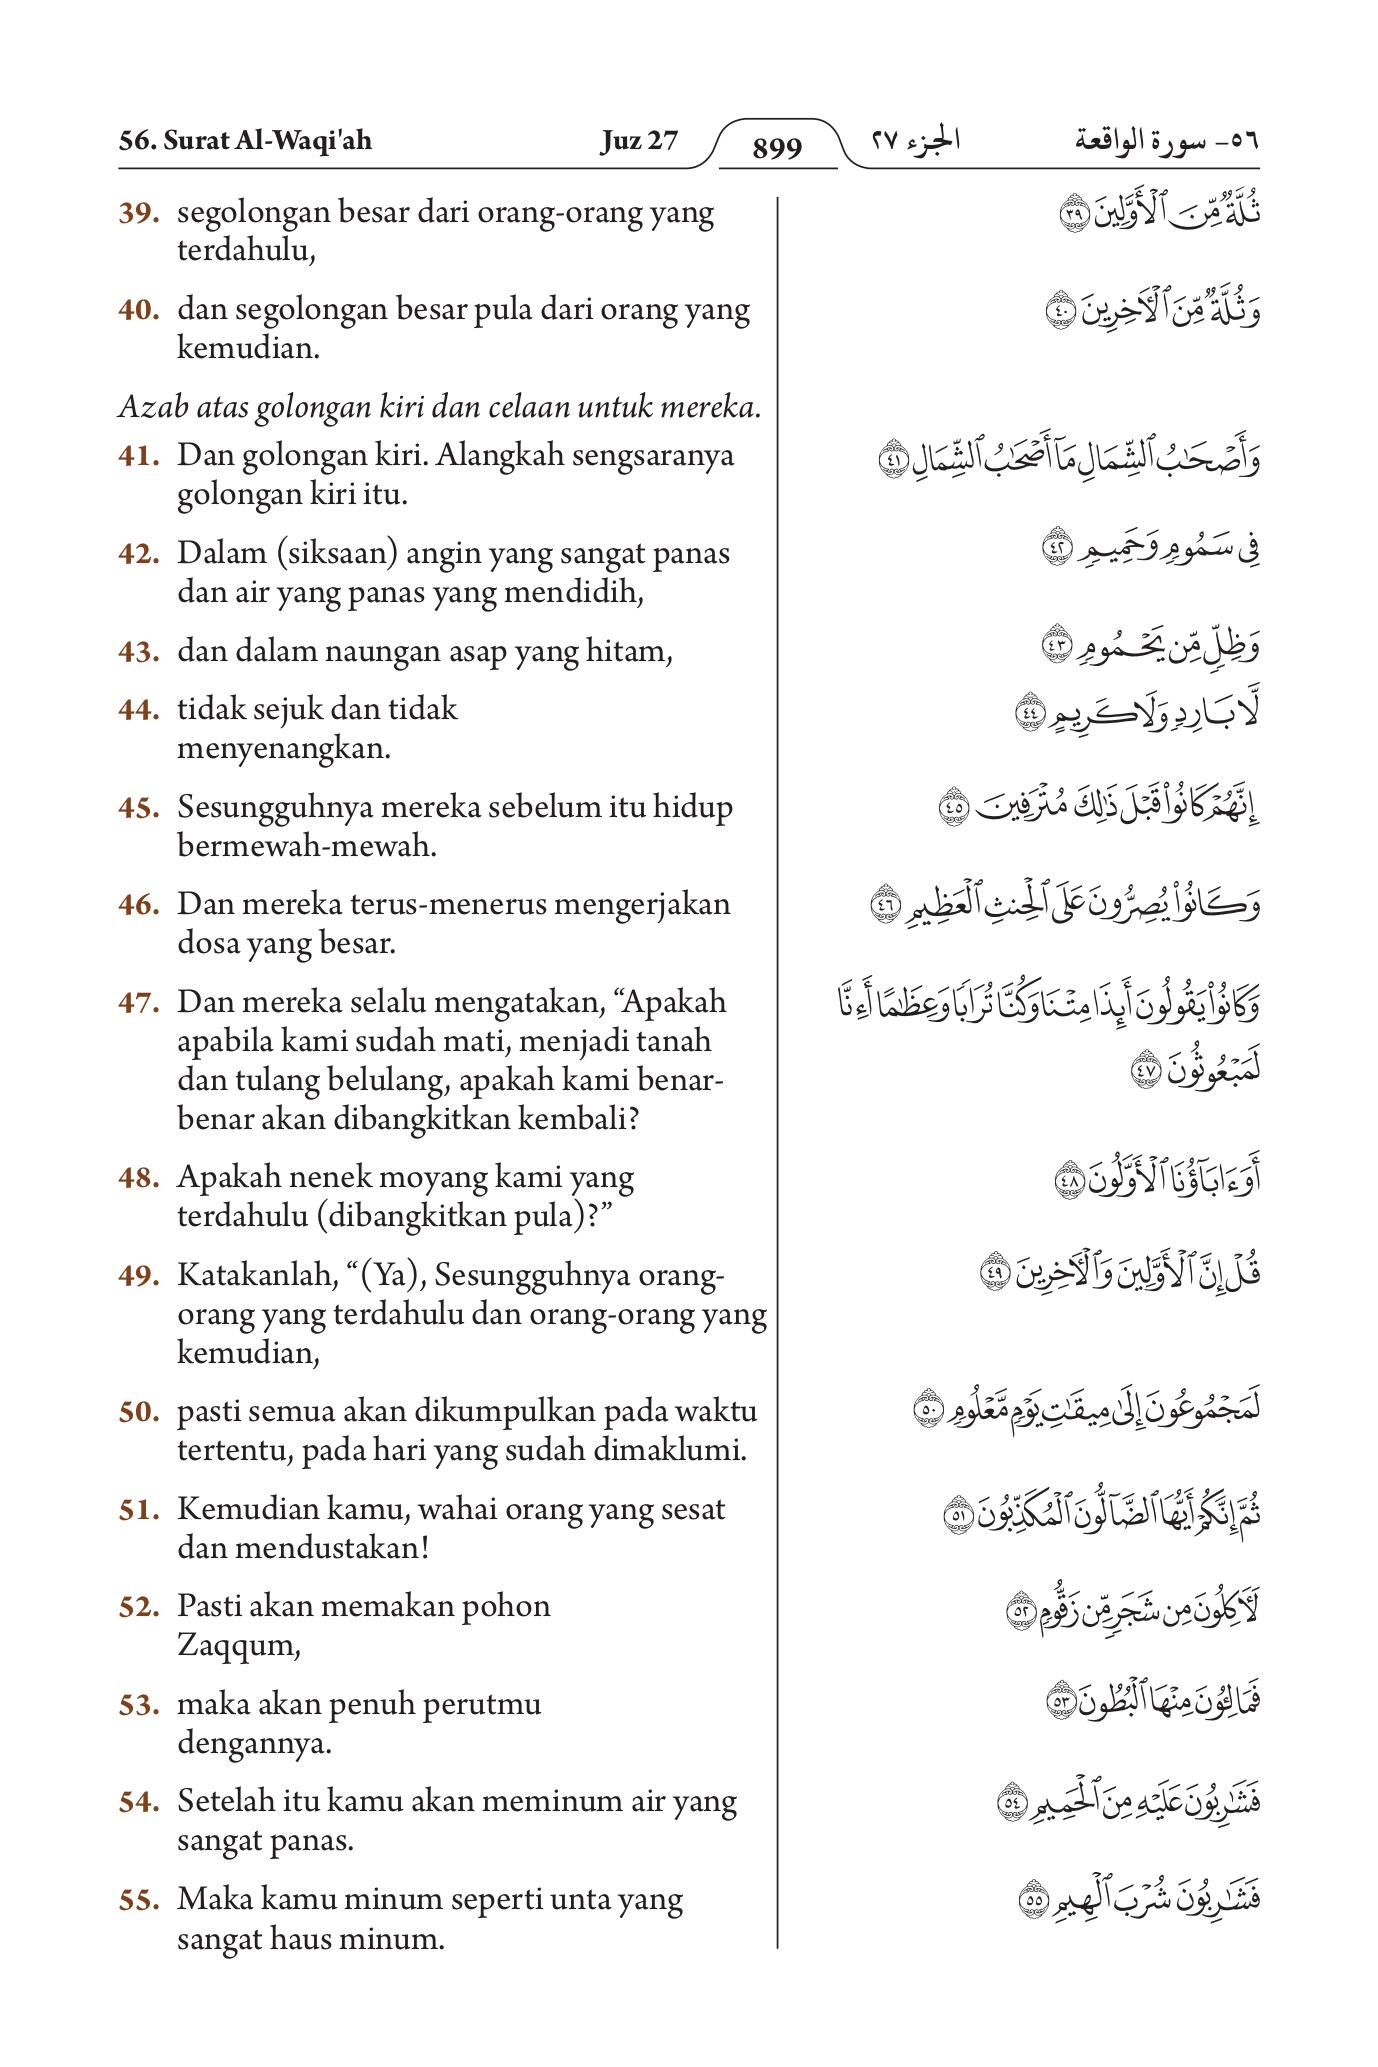 56. Surat Al-Waqi'ah Juz 27 899 الجزء ٢٧ ٥٦- سورة الواقعة
39. segolongan besar dari orang-orang yang
terdahulu,
40. dan segolongan besar pula dari orang yang
kemudian.
Azab atas golongan kiri dan celaan untuk mereka.
41. Dan golongan kiri. Alangkah sengsaranya
golongan kiri itu.
42. Dalam (siksaan) angin yang sangat panas
dan air yang panas yang mendidih,
43. dan dalam naungan asap yang hitam,
44. tidak sejuk dan tidak
menyenangkan.
45. Sesungguhnya mereka sebelum itu hidup
bermewah-mewah.
46. Dan mereka terus-menerus mengerjakan
dosa yang besar.
47. Dan mereka selalu mengatakan, “Apakah
apabila kami sudah mati, menjadi tanah
dan tulang belulang, apakah kami benar-
benar akan dibangkitkan kembali?
48. Apakah nenek moyang kami yang
terdahulu (dibangkitkan pula)?”
49. Katakanlah, “(Ya), Sesungguhnya orang-
orang yang terdahulu dan orang-orang yang
kemudian,
50. pasti semua akan dikumpulkan pada waktu
tertentu, pada hari yang sudah dimaklumi.
51. Kemudian kamu, wahai orang yang sesat
dan mendustakan!
52. Pasti akan memakan pohon
Zaqqum,
53. maka akan penuh perutmu
dengannya.
54. Setelah itu kamu akan meminum air yang
sangat panas.
55. Maka kamu minum seperti unta yang
sangat haus minum.
ثُلَّةٌ مِّنَ ٱلْأَوَّلِينَ ٣٩
وَثُلَّةٌ مِّنَ ٱلْآخِرِينَ ٤٠
وَأَصْحَٰبُ ٱلشِّمَالِ مَآ أَصْحَٰبُ ٱلشِّمَالِ ٤١
فِى سَمُومٍ وَحَمِيمٍ ٤٢
وَظِلٍّ مِّن يَحْمُومٍ ٤٣
لَّا بَارِدٍ وَلَا كَرِيمٍ ٤٤
إِنَّهُمْ كَانُوا۟ قَبْلَ ذَٰلِكَ مُتْرَفِينَ ٤٥
وَكَانُوا۟ يُصِرُّونَ عَلَى ٱلْحِنثِ ٱلْعَظِيمِ ٤٦
وَكَانُوا۟ يَقُولُونَ أَئِذَا مِتْنَا وَكُنَّا تُرَابًا وَعِظَٰمًا أَءِنَّا
لَمَبْعُوثُونَ ٤٧
أَوَءَابَآؤُنَا ٱلْأَوَّلُونَ ٤٨
قُلْ إِنَّ ٱلْأَوَّلِينَ وَٱلْآخِرِينَ ٤٩
لَمَجْمُوعُونَ إِلَىٰ مِيقَٰتِ يَوْمٍ مَّعْلُومٍ ٥٠
ثُمَّ إِنَّكُمْ أَيُّهَا ٱلضَّآلُّونَ ٱلْمُكَذِّبُونَ ٥١
لَآكِلُونَ مِن شَجَرٍ مِّن زَقُّومٍ ٥٢
فَمَالِـُٔونَ مِنْهَا ٱلْبُطُونَ ٥٣
فَشَٰرِبُونَ عَلَيْهِ مِنَ ٱلْحَمِيمِ ٥٤
فَشَٰرِبُونَ شُرْبَ ٱلْهِيمِ ٥٥